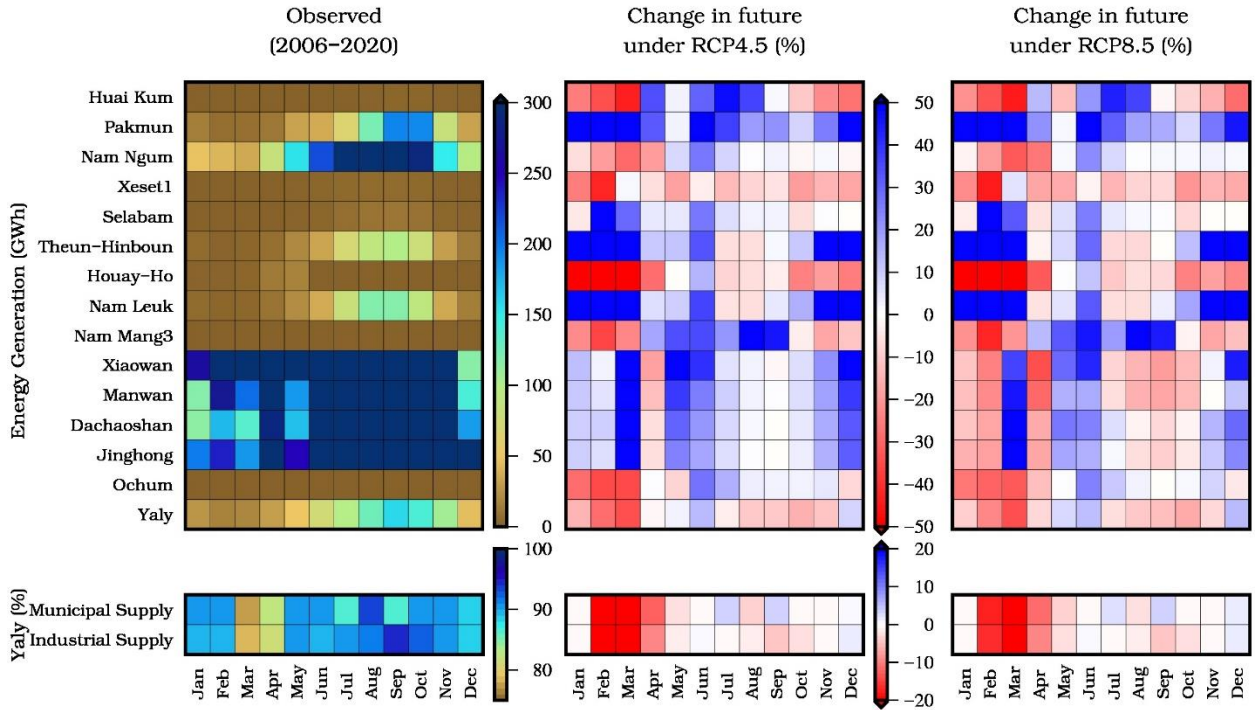 Observed
(2006–2020)
Change in future
under RCP4.5 (%)
Change in future
under RCP8.5 (%)
Energy Generation (GWh)
Huai Kum
Pakmun
Nam Ngum
Xeset1
Selabam
Theun-Hinboun
Houay-Ho
Nam Leuk
Nam Mang3
Xiaowan
Manwan
Dachaoshan
Jinghong
Ochum
Yaly
300
250
200
150
100
50
0
50
40
30
20
10
0
−10
−20
−30
−40
−50
Yaly (%)
Municipal Supply
Industrial Supply
100
90
80
20
10
0
−10
−20
Jan Feb Mar Apr May Jun Jul Aug Sep Oct Nov Dec
Jan Feb Mar Apr May Jun Jul Aug Sep Oct Nov Dec
Jan Feb Mar Apr May Jun Jul Aug Sep Oct Nov Dec